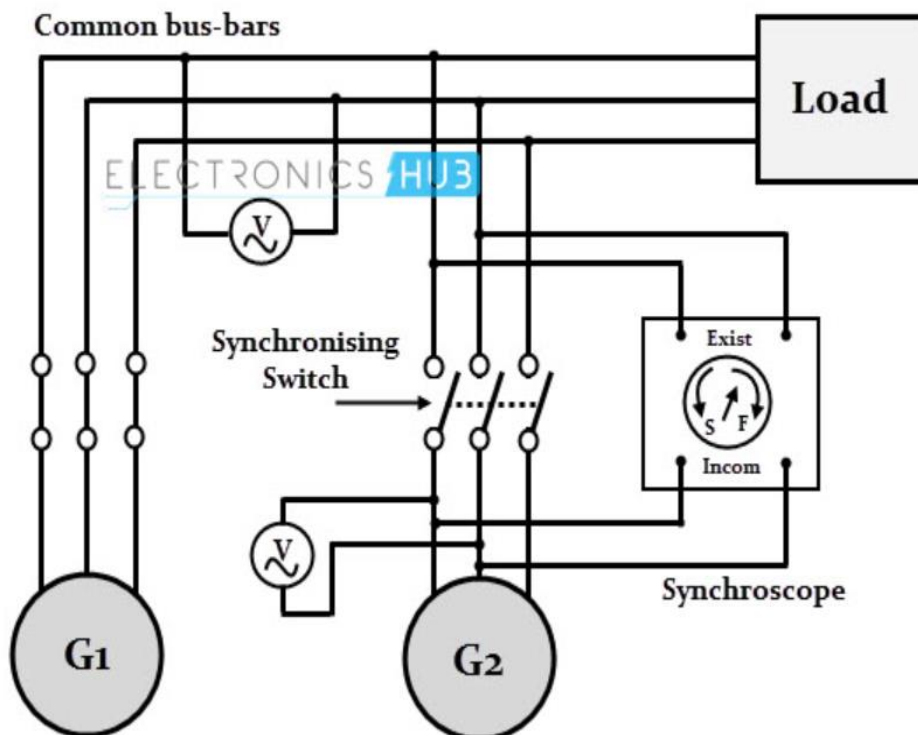 Common bus-bars
Load
ELECTRONICS HUB
V
Synchronising
Switch
Exist
S F
Incom
V
Synchroscope
G1
G2